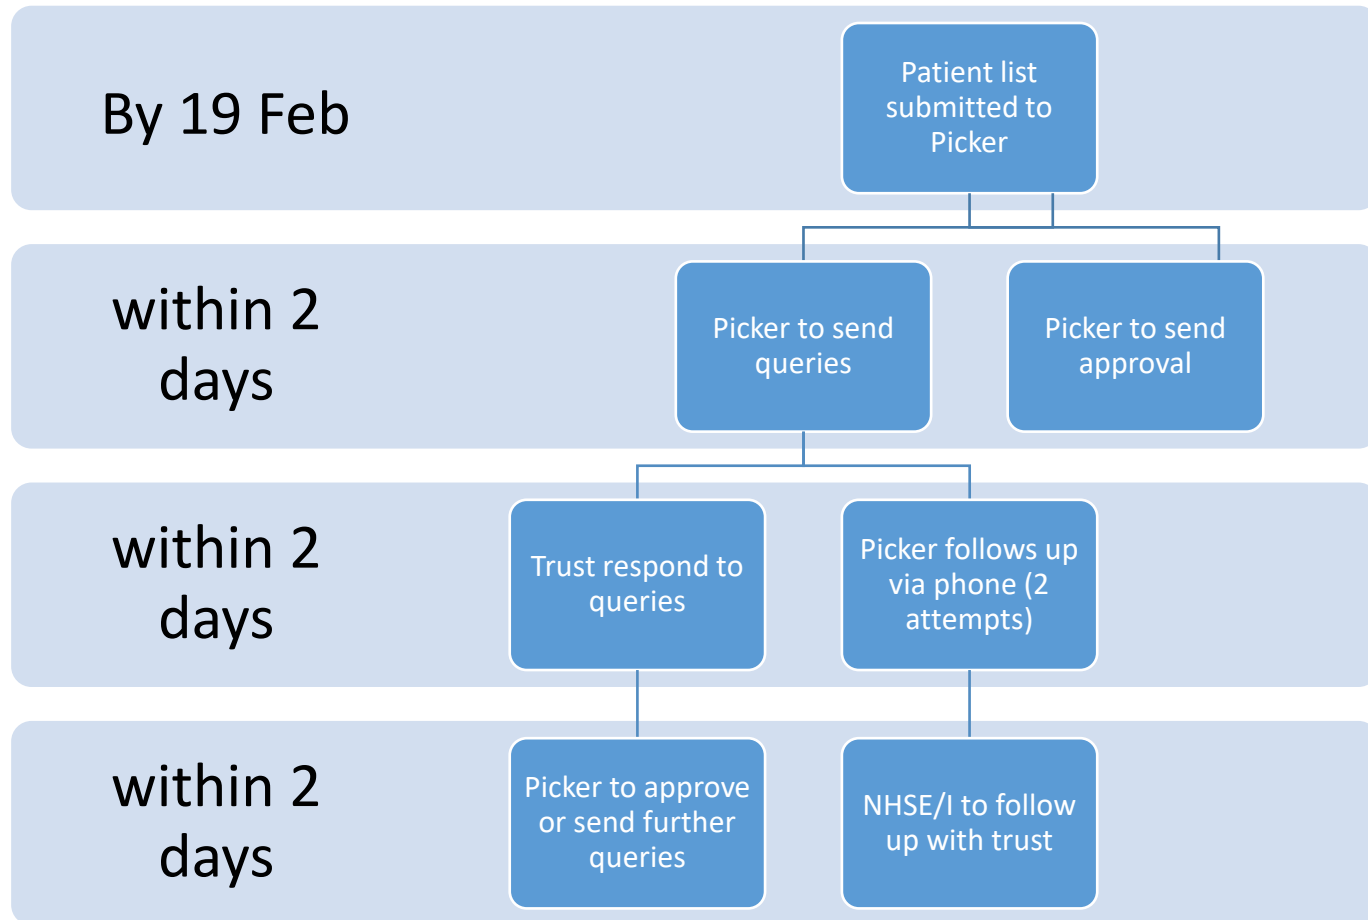 By 19 Feb
Patient list
submitted to
Picker
within 2
days
Picker to send
queries
Picker to send
approval
within 2
days
Trust respond to
queries
Picker follows up
via phone (2
attempts)
within 2
days
Picker to approve
or send further
queries
NHSE/I to follow
up with trust